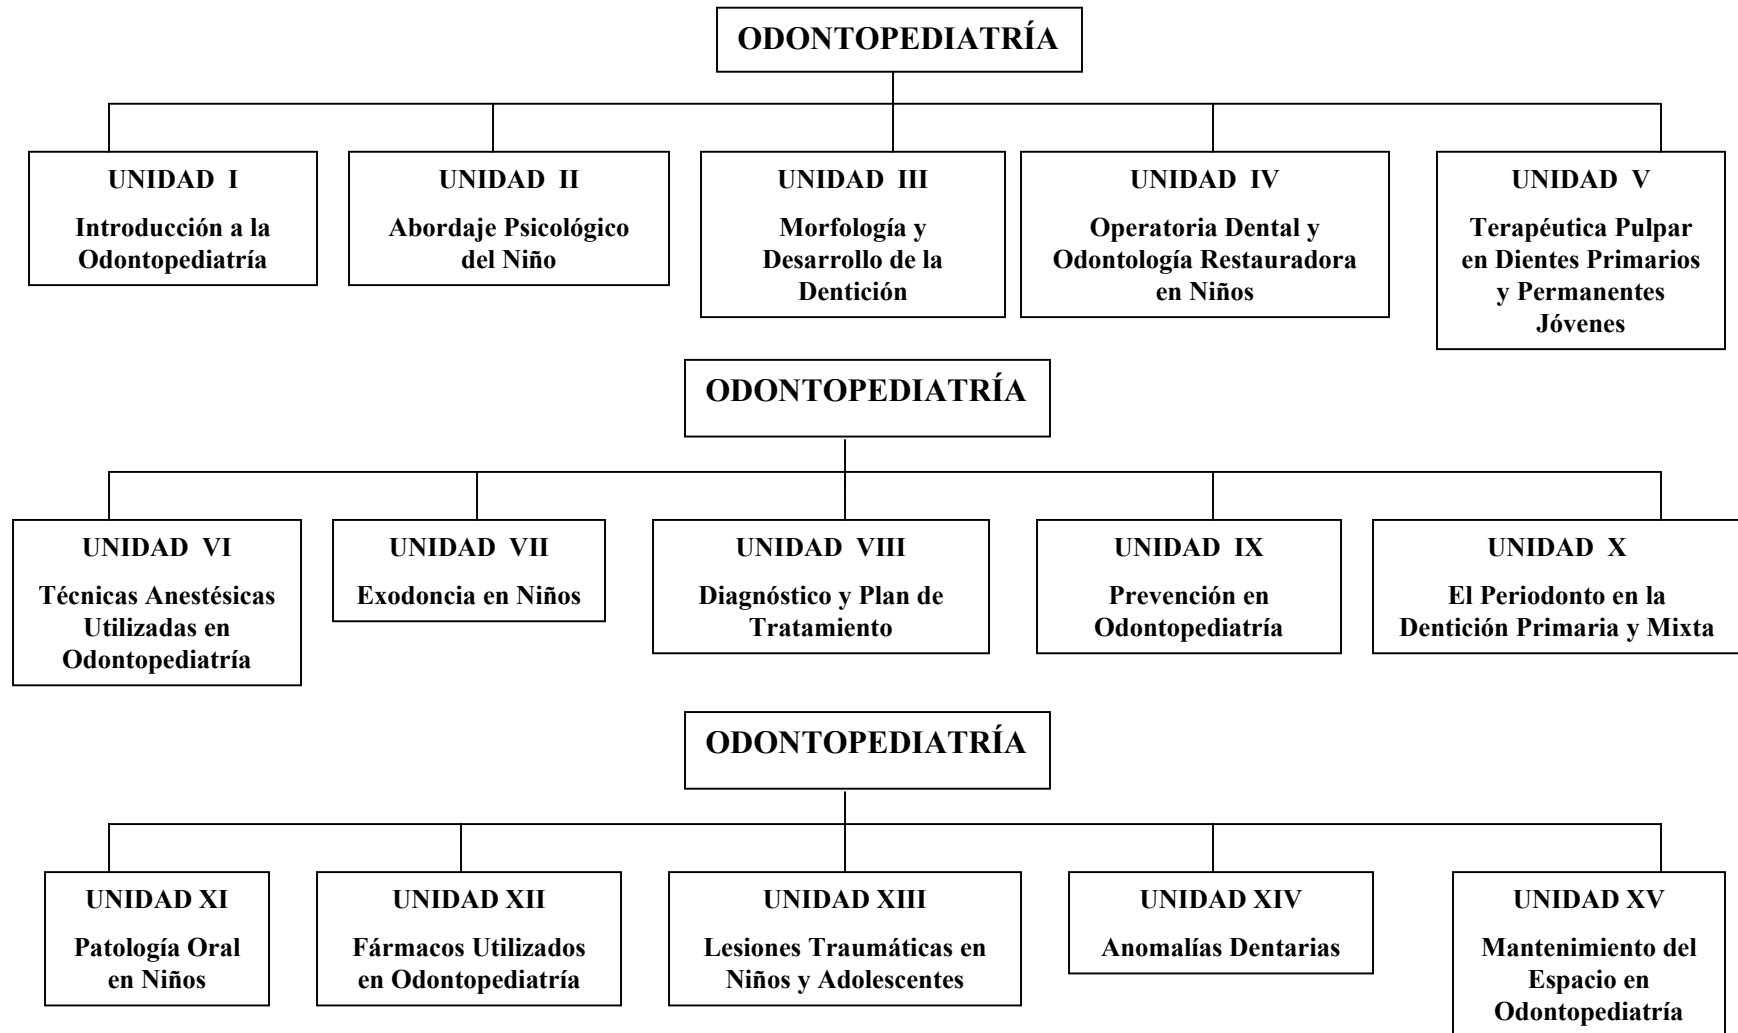 ODONTOPEDIATRÍA
UNIDAD I
Introducción a la
Odontopediatría
UNIDAD II
Abordaje Psicológico
del Niño
UNIDAD III
Morfología y
Desarrollo de la
Dentición
UNIDAD IV
Operatoria Dental y
Odontología Restauradora
en Niños
UNIDAD V
Terapéutica Pulpar
en Dientes Primarios
y Permanentes
Jóvenes
ODONTOPEDIATRÍA
UNIDAD VI
Técnicas Anestésicas
Utilizadas en
Odontopediatría
UNIDAD VII
Exodoncia en Niños
UNIDAD VIII
Diagnóstico y Plan de
Tratamiento
UNIDAD IX
Prevención en
Odontopediatría
UNIDAD X
El Periodonto en la
Dentición Primaria y Mixta
ODONTOPEDIATRÍA
UNIDAD XI
Patología Oral
en Niños
UNIDAD XII
Fármacos Utilizados
en Odontopediatría
UNIDAD XIII
Lesiones Traumáticas en
Niños y Adolescentes
UNIDAD XIV
Anomalías Dentarias
UNIDAD XV
Mantenimiento del
Espacio en
Odontopediatría